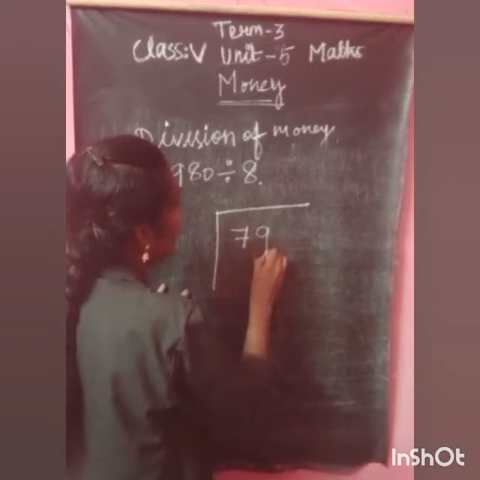 Term-3
Class:V Unit-5 Maths
Money
Division of money
980÷8.
79
InShOt